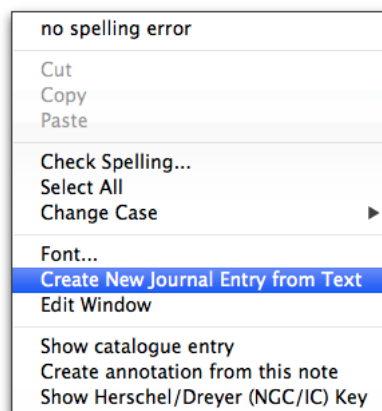 no spelling error
Cut
Copy
Paste
Check Spelling...
Select All
Change Case
Font...
Create New Journal Entry from Text
Edit Window
Show catalogue entry
Create annotation from this note
Show Herschel/Dreyer (NGC/IC) Key